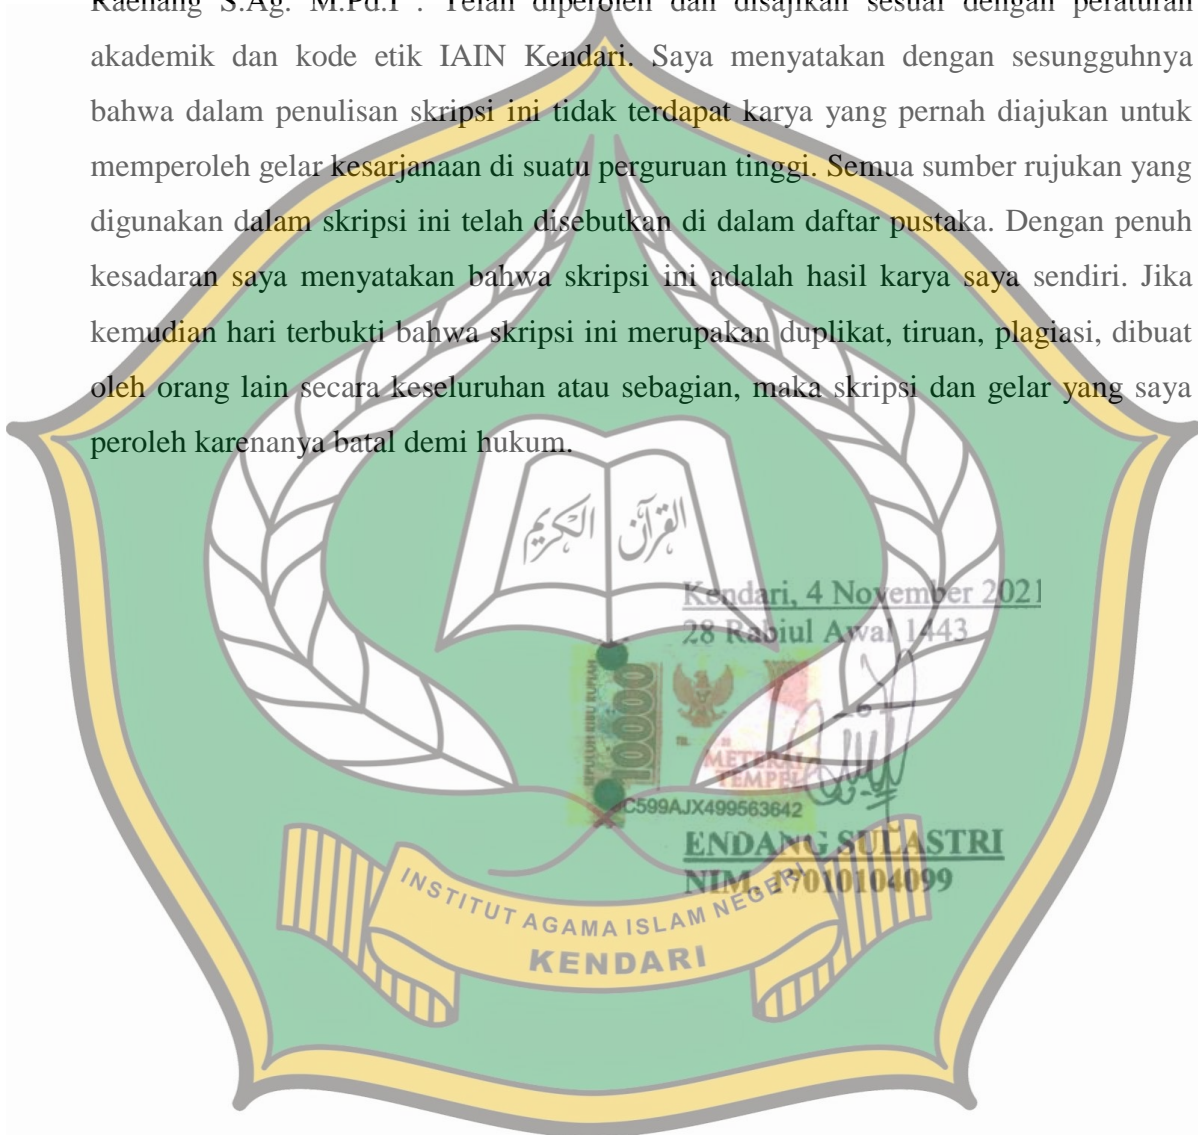 Raehang S.Ag. M.Pd.I . Telah diperoleh dan disajikan sesuai dengan peraturan
akademik dan kode etik IAIN Kendari. Saya menyatakan dengan sesungguhnya
bahwa dalam penulisan skripsi ini tidak terdapat karya yang pernah diajukan untuk
memperoleh gelar kesarjanaan di suatu perguruan tinggi. Semua sumber rujukan yang
digunakan dalam skripsi ini telah disebutkan di dalam daftar pustaka. Dengan penuh
kesadaran saya menyatakan bahwa skripsi ini adalah hasil karya saya sendiri. Jika
kemudian hari terbukti bahwa skripsi ini merupakan duplikat, tiruan, plagiasi, dibuat
oleh orang lain secara keseluruhan atau sebagian, maka skripsi dan gelar yang saya
peroleh karenanya batal demi hukum.
القرآن الكريم
Kendari, 4 November 2021
28 Rabiul Awal 1443
SEPULUH RIBU RUPIAH
10000
METERAI
TEMPEL
C599AJX499563642
ENDANG SULASTRI
NIM. 17010104099
INSTITUT AGAMA ISLAM NEGERI
KENDARI